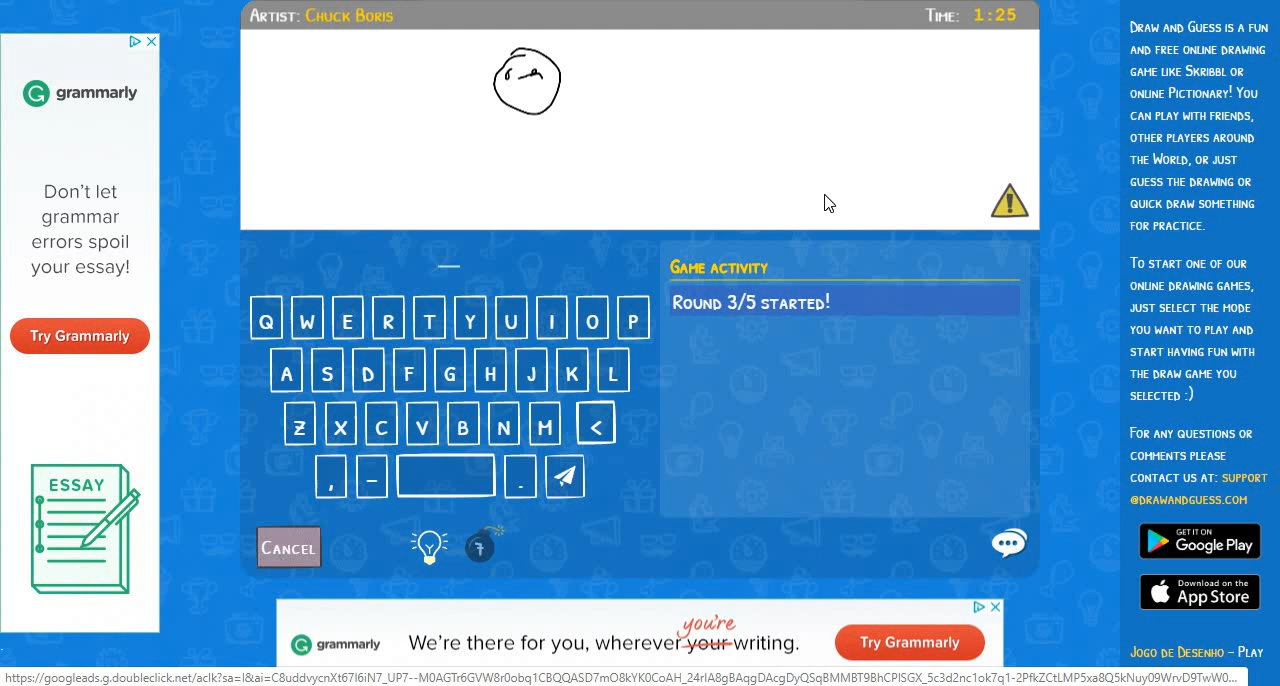 Artist: Chuck Boris
Time: 1:25
Draw and Guess is a fun
and free online drawing
game like Skribbl or
online Pictionary! You
can play with friends,
other players around
the World, or just
guess the drawing or
quick draw something
for practice.
To start one of our
online drawing games,
just select the mode
you want to play and
start having fun with
the draw game you
selected :)
For any questions or
comments please
contact us at: support
@drawandguess.com
GET IT ON
Google Play
Download on the
App Store
Jogo de Desenho – Play
grammarly
Don't let
grammar
errors spoil
your essay!
Try Grammarly
ESSAY
Game activity
Round 3/5 started!
Q W E R T Y U I O P
A S D F G H J K L
Z X C V B N M <
, – .
Cancel
7
grammarly
you're
We're there for you, wherever your writing.
Try Grammarly